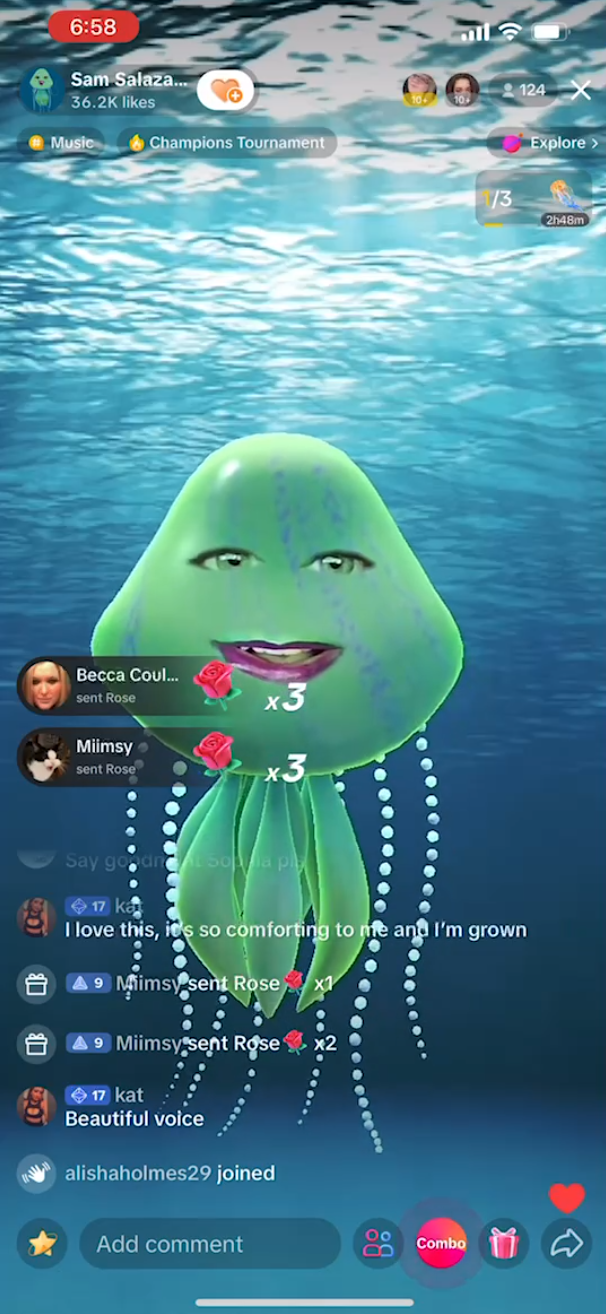 6:58
Sam Salaza...
36.2K likes
10+
10+
124
Music
Champions Tournament
Explore >
1/3
2h48m
Becca Coul...
sent Rose
x3
Miimsy
sent Rose
x3
Say goodnight Sophia pls
17 kat
I love this, it's so comforting to me and I'm grown
9 Miimsy sent Rose x1
9 Miimsy sent Rose x2
17 kat
Beautiful voice
alishaholmes29 joined
Add comment
Combo